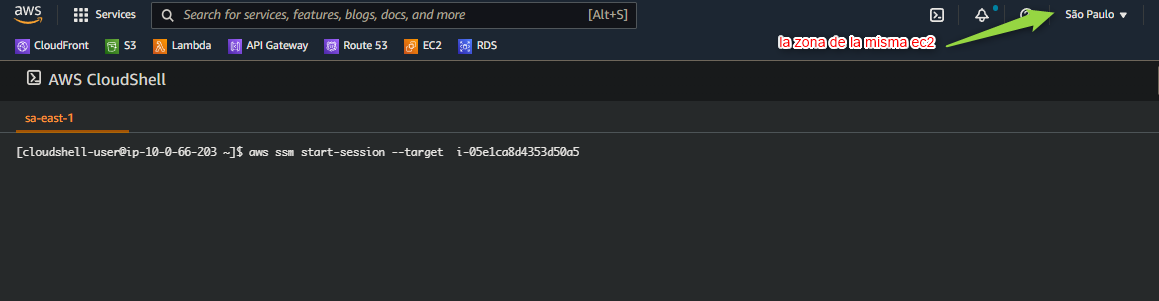 aws
Services
Search for services, features, blogs, docs, and more
[Alt+S]
São Paulo
CloudFront
S3
Lambda
API Gateway
Route 53
EC2
RDS
la zona de la misma ec2
AWS CloudShell
sa-east-1
[cloudshell-user@ip-10-0-66-203 ~]$ aws ssm start-session --target  i-05e1ca8d4353d50a5